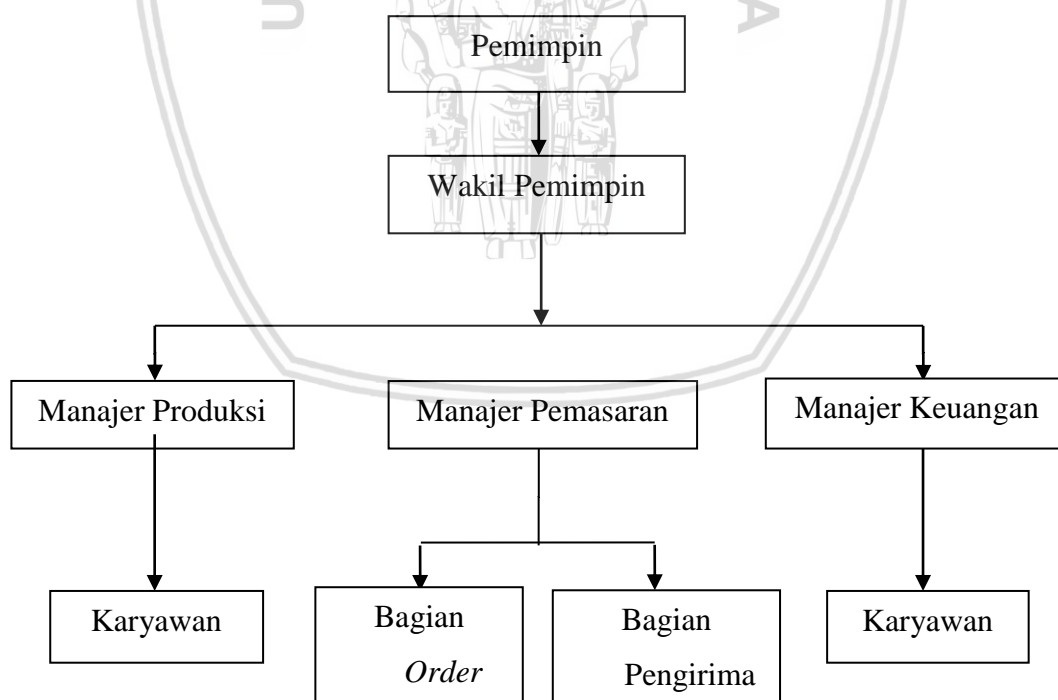 Pemimpin
Wakil Pemimpin
Manajer Produksi
Manajer Pemasaran
Manajer Keuangan
Karyawan
Bagian
Order
Bagian
Pengirima
Karyawan